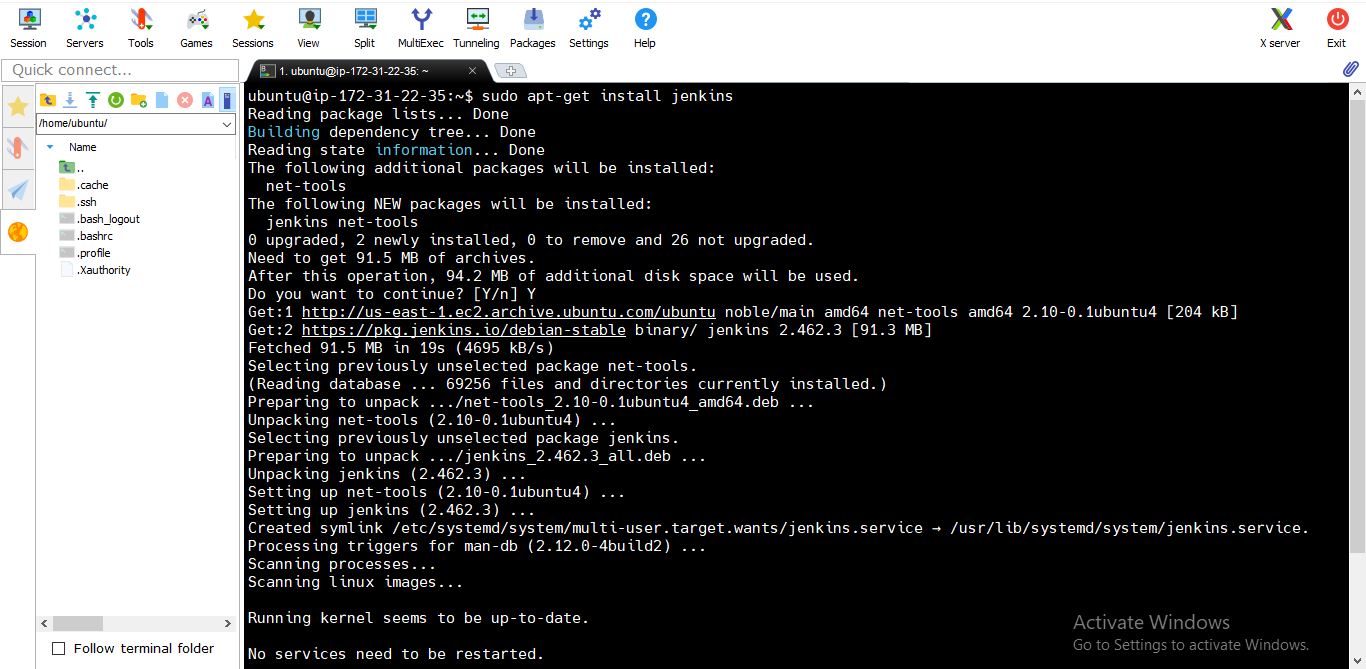 Session Servers Tools Games Sessions View Split MultiExec Tunneling Packages Settings Help X server Exit
Quick connect...
1. ubuntu@ip-172-31-22-35: ~
/home/ubuntu/
Name
..
.cache
.ssh
.bash_logout
.bashrc
.profile
.Xauthority
Follow terminal folder
ubuntu@ip-172-31-22-35:~$ sudo apt-get install jenkins
Reading package lists... Done
Building dependency tree... Done
Reading state information... Done
The following additional packages will be installed:
  net-tools
The following NEW packages will be installed:
  jenkins net-tools
0 upgraded, 2 newly installed, 0 to remove and 26 not upgraded.
Need to get 91.5 MB of archives.
After this operation, 94.2 MB of additional disk space will be used.
Do you want to continue? [Y/n] Y
Get:1 http://us-east-1.ec2.archive.ubuntu.com/ubuntu noble/main amd64 net-tools amd64 2.10-0.1ubuntu4 [204 kB]
Get:2 https://pkg.jenkins.io/debian-stable binary/ jenkins 2.462.3 [91.3 MB]
Fetched 91.5 MB in 19s (4695 kB/s)
Selecting previously unselected package net-tools.
(Reading database ... 69256 files and directories currently installed.)
Preparing to unpack .../net-tools_2.10-0.1ubuntu4_amd64.deb ...
Unpacking net-tools (2.10-0.1ubuntu4) ...
Selecting previously unselected package jenkins.
Preparing to unpack .../jenkins_2.462.3_all.deb ...
Unpacking jenkins (2.462.3) ...
Setting up net-tools (2.10-0.1ubuntu4) ...
Setting up jenkins (2.462.3) ...
Created symlink /etc/systemd/system/multi-user.target.wants/jenkins.service → /usr/lib/systemd/system/jenkins.service.
Processing triggers for man-db (2.12.0-4build2) ...
Scanning processes...
Scanning linux images...
Running kernel seems to be up-to-date.
No services need to be restarted.
Activate Windows
Go to Settings to activate Windows.